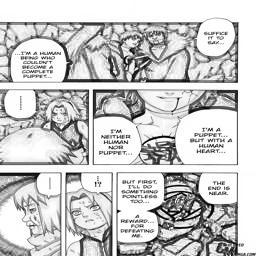 SUFFICE
IT TO
SAY...
...I'M A HUMAN
BEING WHO
COULDN'T
BECOME A
COMPLETE
PUPPET...
I'M A
PUPPET...
BUT WITH A
HUMAN
HEART...
I'M
NEITHER
HUMAN
NOR
PUPPET...
.......
THE END
IS NEAR.
BUT FIRST,
I'LL DO
SOMETHING
POINTLESS
TOO...
A
REWARD...
FOR
DEFEATING
ME.
!?
......